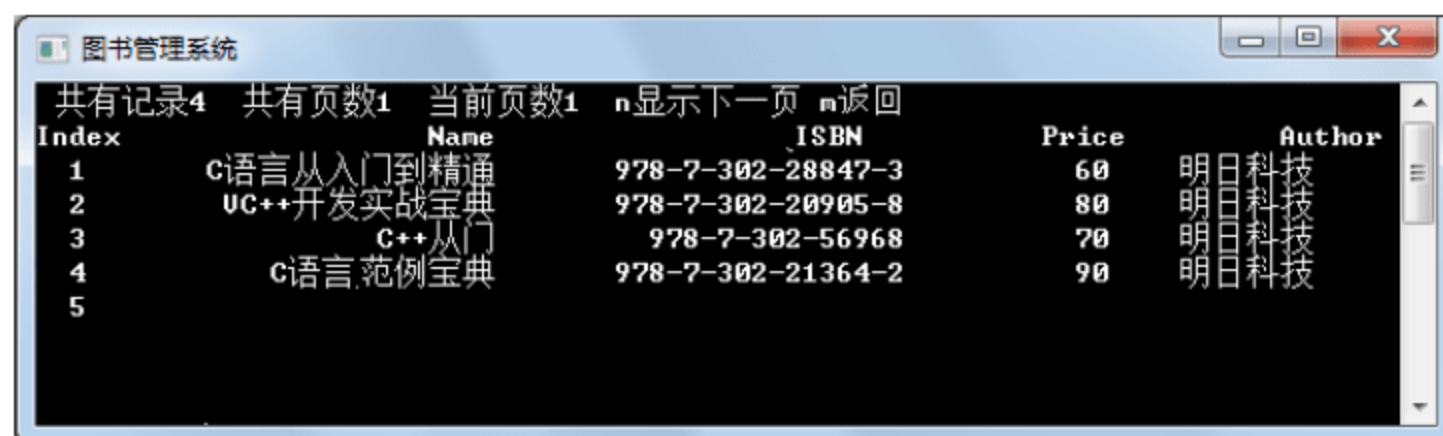 图书管理系统
共有记录4 共有页数1 当前页数1 n显示下一页 m返回
Index Name ISBN Price Author
1 C语言从入门到精通 978-7-302-28847-3 60 明日科技
2 VC++开发实战宝典 978-7-302-20905-8 80 明日科技
3 C++从门 978-7-302-56968 70 明日科技
4 C语言范例宝典 978-7-302-21364-2 90 明日科技
5